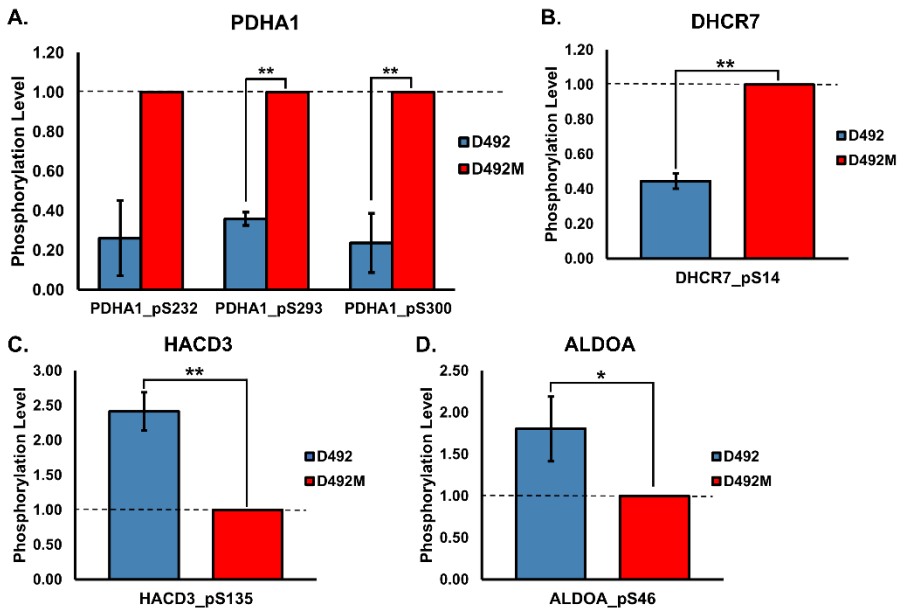 A.
PDHA1
Phosphorylation Level
1.20
1.00
0.80
0.60
0.40
0.20
0.00
**
**
D492
D492M
PDHA1_pS232
PDHA1_pS293
PDHA1_pS300
B.
DHCR7
Phosphorylation Level
1.20
1.00
0.80
0.60
0.40
0.20
0.00
**
D492
D492M
DHCR7_pS14
C.
HACD3
Phosphorylation Level
3.00
2.50
2.00
1.50
1.00
0.50
0.00
**
D492
D492M
HACD3_pS135
D.
ALDOA
Phosphorylation Level
2.50
2.00
1.50
1.00
0.50
0.00
*
D492
D492M
ALDOA_pS46